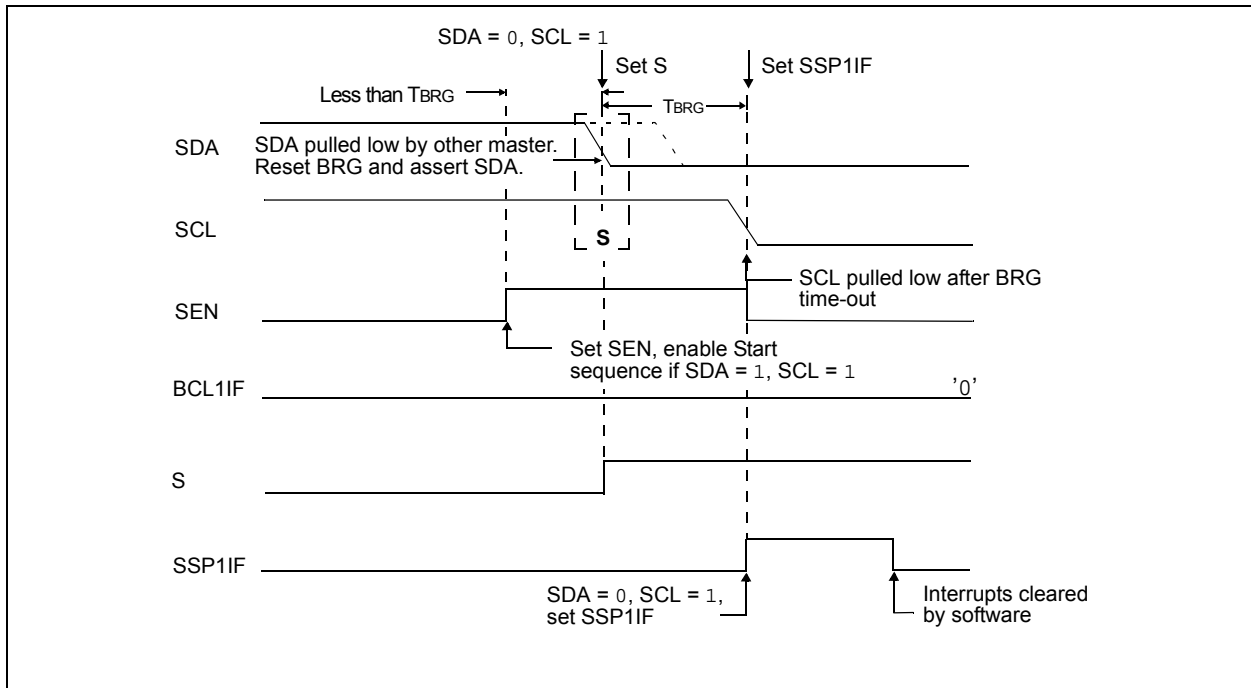 SDA = 0, SCL = 1
Set S
Set SSP1IF
Less than TBRG
TBRG
SDA
SDA pulled low by other master.
Reset BRG and assert SDA.
SCL
S
SCL pulled low after BRG
time-out
SEN
Set SEN, enable Start
sequence if SDA = 1, SCL = 1
BCL1IF
'0'
S
SSP1IF
SDA = 0, SCL = 1,
set SSP1IF
Interrupts cleared
by software